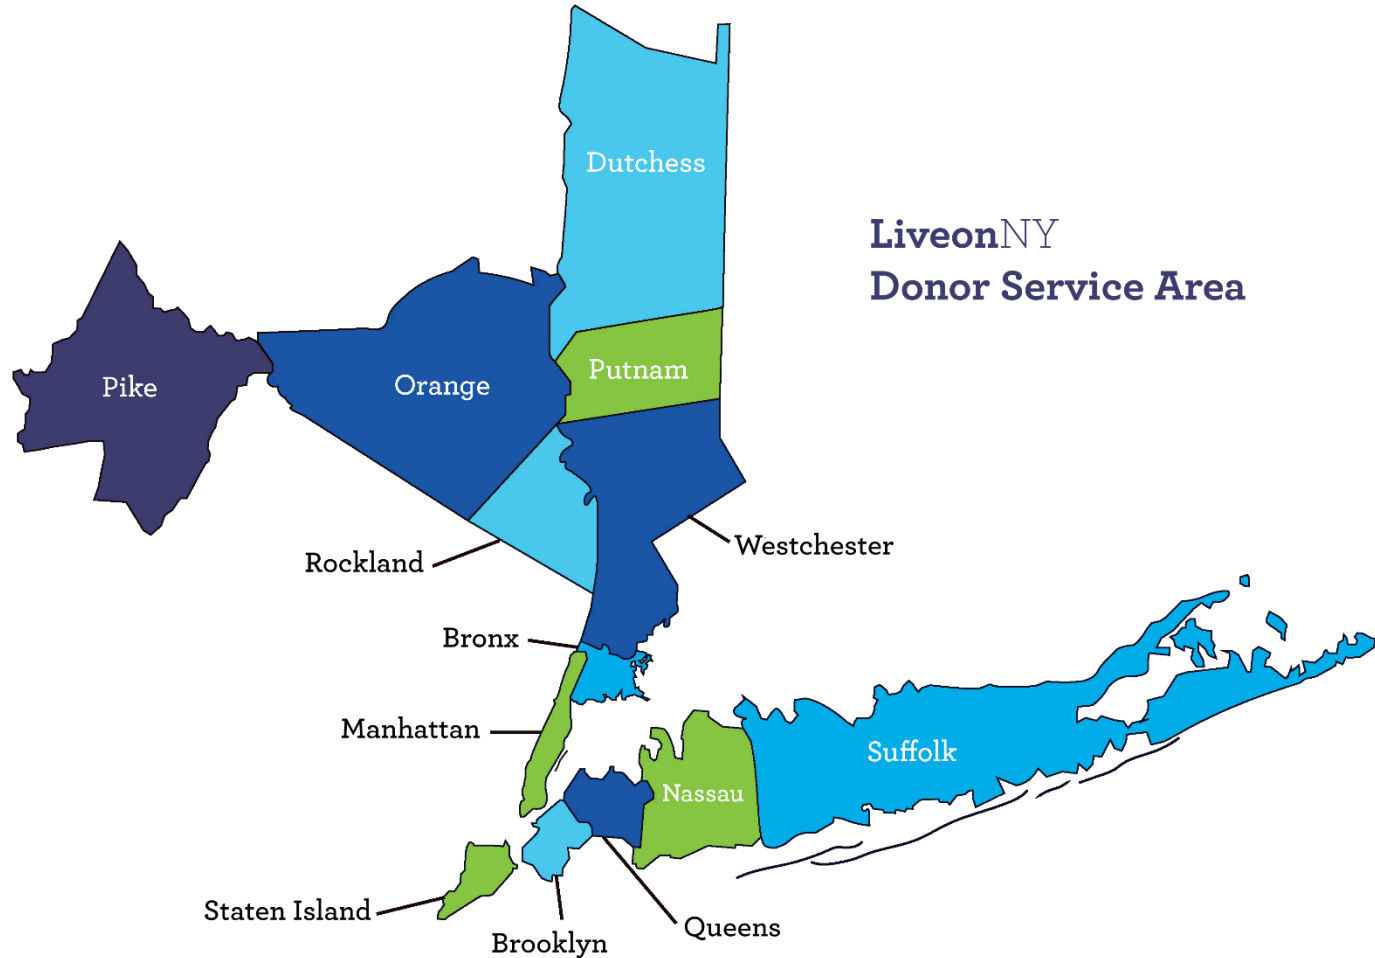 Dutchess
LiveonNY
Donor Service Area
Putnam
Pike
Orange
Westchester
Rockland
Bronx
Manhattan
Suffolk
Nassau
Staten Island
Queens
Brooklyn